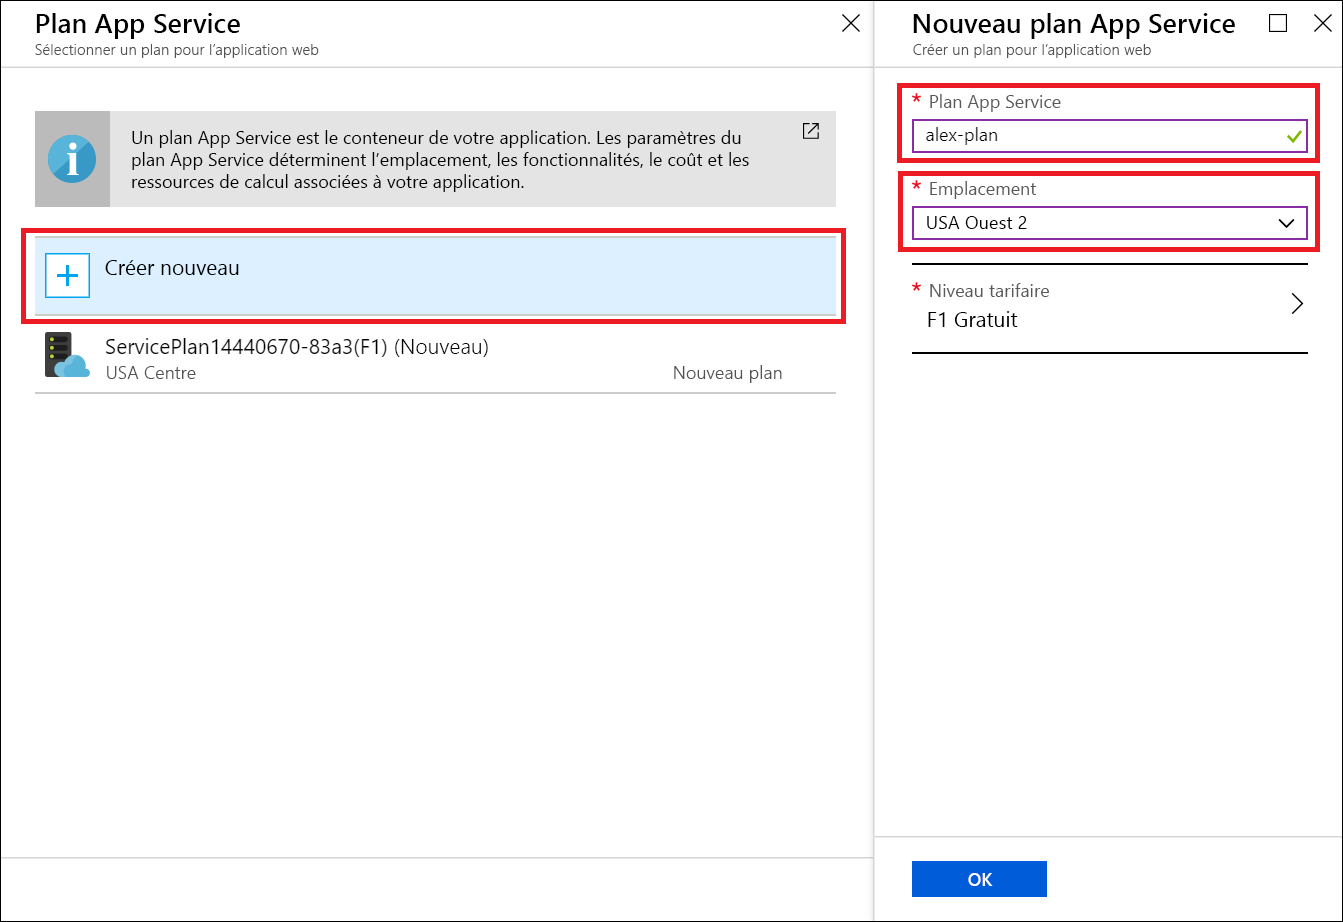 Plan App Service
Sélectionner un plan pour l'application web
Un plan App Service est le conteneur de votre application. Les paramètres du
plan App Service déterminent l'emplacement, les fonctionnalités, le coût et les
ressources de calcul associées à votre application.
Créer nouveau
ServicePlan14440670-83a3(F1) (Nouveau)
USA Centre
Nouveau plan
Nouveau plan App Service
Créer un plan pour l'application web
* Plan App Service
alex-plan
* Emplacement
USA Ouest 2
* Niveau tarifaire
F1 Gratuit
OK